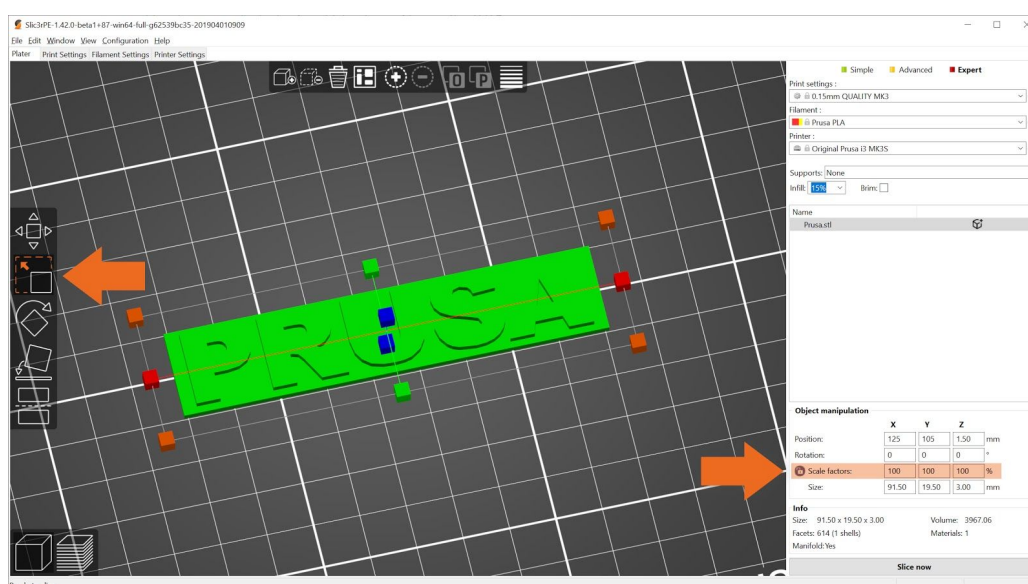 Slic3rPE-1.42.0-beta1+87-win64-full-g62539bc35-201904010909
File Edit Window View Configuration Help
Plater Print Settings Filament Settings Printer Settings
Simple Advanced Expert
Print settings :
0.15mm QUALITY MK3
Filament :
Prusa PLA
Printer :
Original Prusa i3 MK3S
Supports: None
Infill: 15% Brim:
Name
Prusa.stl
O P
PRUSA
Object manipulation
X Y Z
Position: 125 105 1.50 mm
Rotation: 0 0 0 °
Scale factors: 100 100 100 %
Size: 91.50 19.50 3.00 mm
Info
Size: 91.50 x 19.50 x 3.00 Volume: 3967.06
Facets: 614 (1 shells) Materials: 1
Manifold: Yes
Slice now